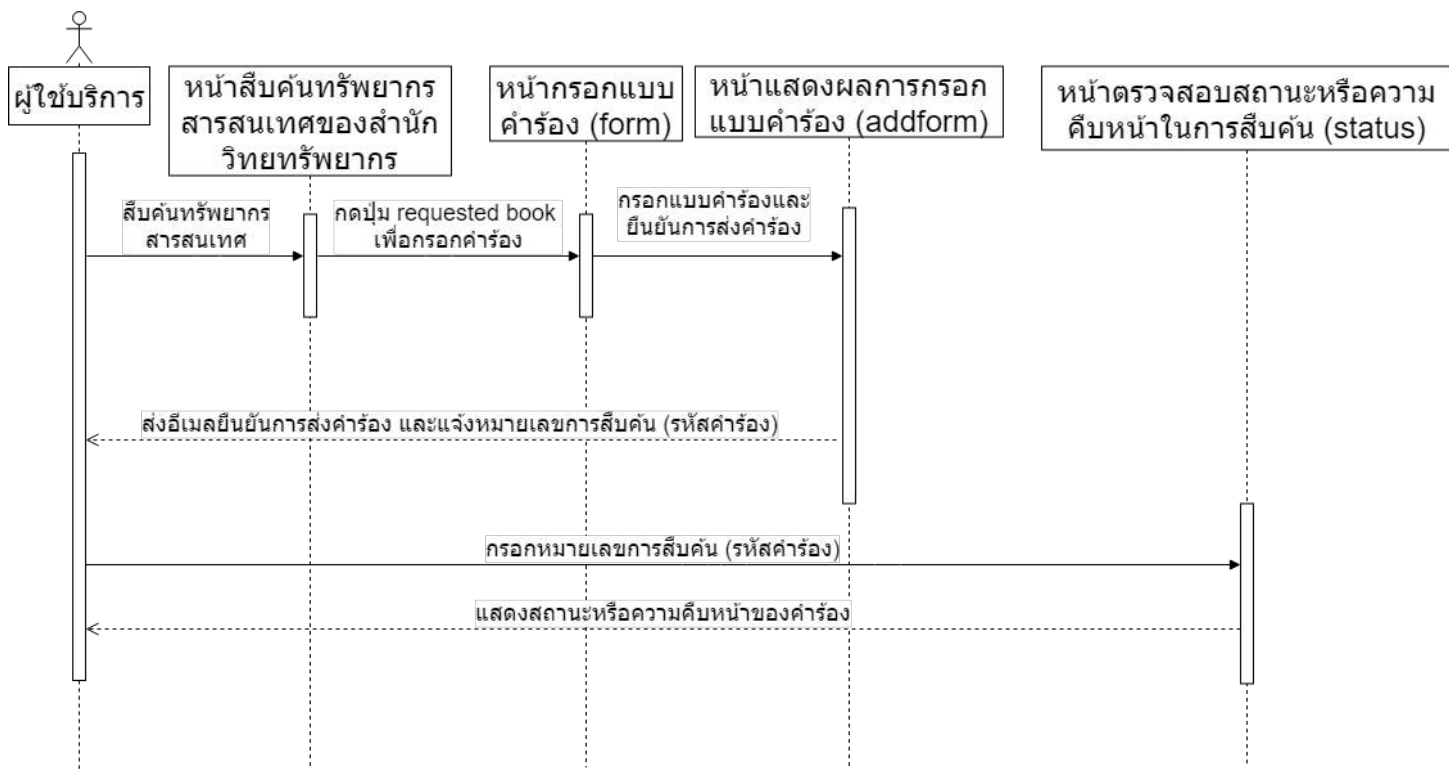 ผู้ใช้บริการ
หน้าสืบค้นทรัพยากร
สารสนเทศของสำนัก
วิทยทรัพยากร
หน้ากรอกแบบ
คำร้อง (form)
หน้าแสดงผลการกรอก
แบบคำร้อง (addform)
หน้าตรวจสอบสถานะหรือความ
คืบหน้าในการสืบค้น (status)
สืบค้นทรัพยากร
สารสนเทศ
กดปุ่ม requested book
เพื่อกรอกคำร้อง
กรอกแบบคำร้องและ
ยืนยันการส่งคำร้อง
ส่งอีเมลยืนยันการส่งคำร้อง และแจ้งหมายเลขการสืบค้น (รหัสคำร้อง)
กรอกหมายเลขการสืบค้น (รหัสคำร้อง)
แสดงสถานะหรือความคืบหน้าของคำร้อง